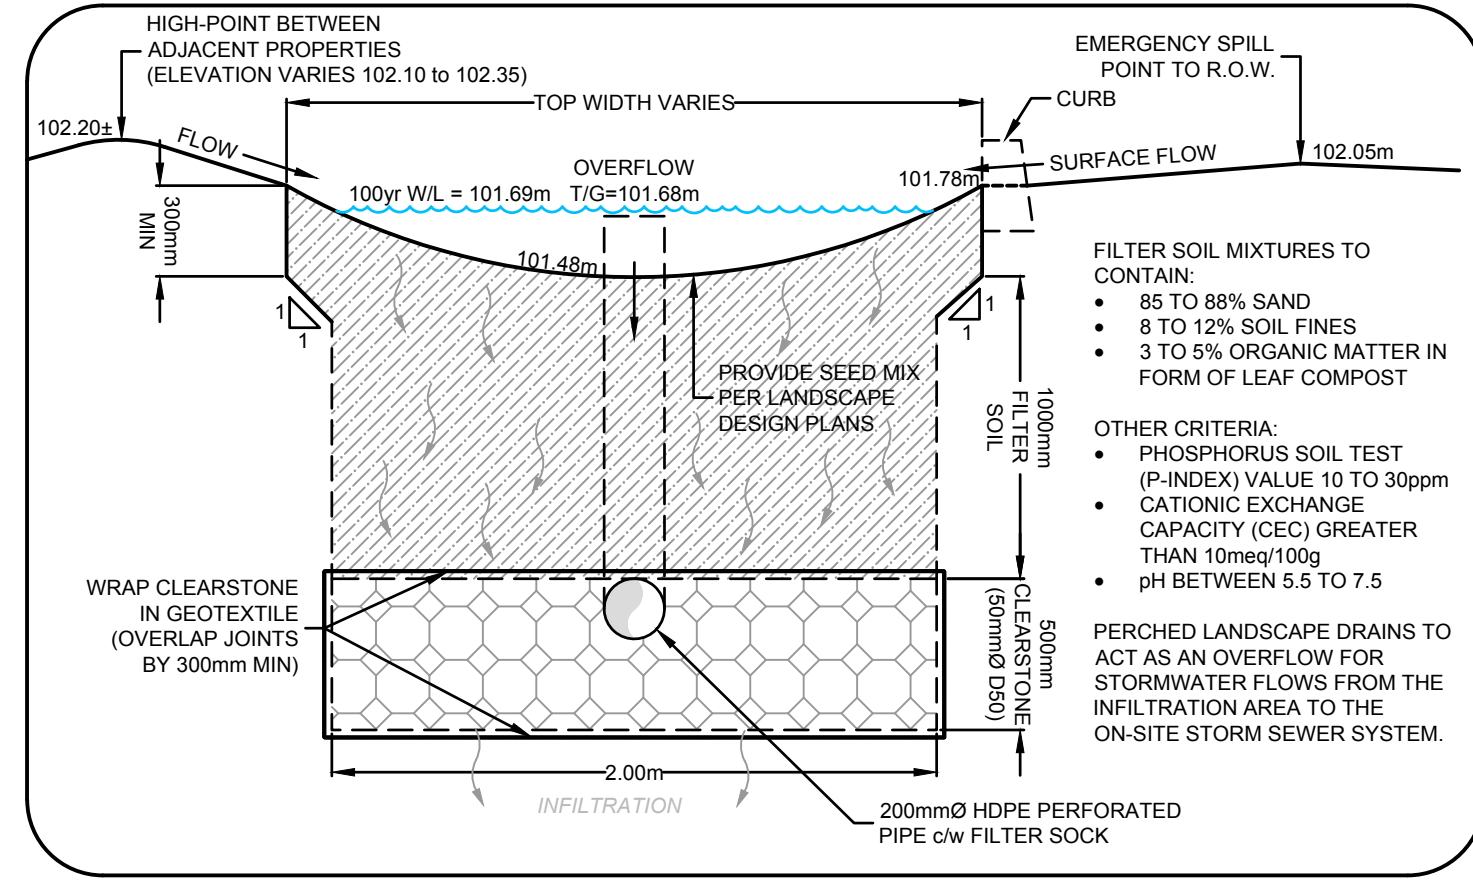 HIGH-POINT BETWEEN
ADJACENT PROPERTIES
(ELEVATION VARIES 102.10 to 102.35)
EMERGENCY SPILL
POINT TO R.O.W.
TOP WIDTH VARIES
CURB
102.20±
FLOW
OVERFLOW
SURFACE FLOW
102.05m
100yr W/L = 101.69m T/G=101.68m
101.78m
300mm
MIN
101.48m
1
1
1
1
PROVIDE SEED MIX
PER LANDSCAPE
DESIGN PLANS
1000mm
FILTER
SOIL
FILTER SOIL MIXTURES TO
CONTAIN:
• 85 TO 88% SAND
• 8 TO 12% SOIL FINES
• 3 TO 5% ORGANIC MATTER IN
FORM OF LEAF COMPOST
OTHER CRITERIA:
• PHOSPHORUS SOIL TEST
(P-INDEX) VALUE 10 TO 30ppm
• CATIONIC EXCHANGE
CAPACITY (CEC) GREATER
THAN 10meq/100g
• pH BETWEEN 5.5 TO 7.5
PERCHED LANDSCAPE DRAINS TO
ACT AS AN OVERFLOW FOR
STORMWATER FLOWS FROM THE
INFILTRATION AREA TO THE
ON-SITE STORM SEWER SYSTEM.
WRAP CLEARSTONE
IN GEOTEXTILE
(OVERLAP JOINTS
BY 300mm MIN)
500mm
CLEARSTONE
(50mmØ D50)
2.00m
INFILTRATION
200mmØ HDPE PERFORATED
PIPE c/w FILTER SOCK